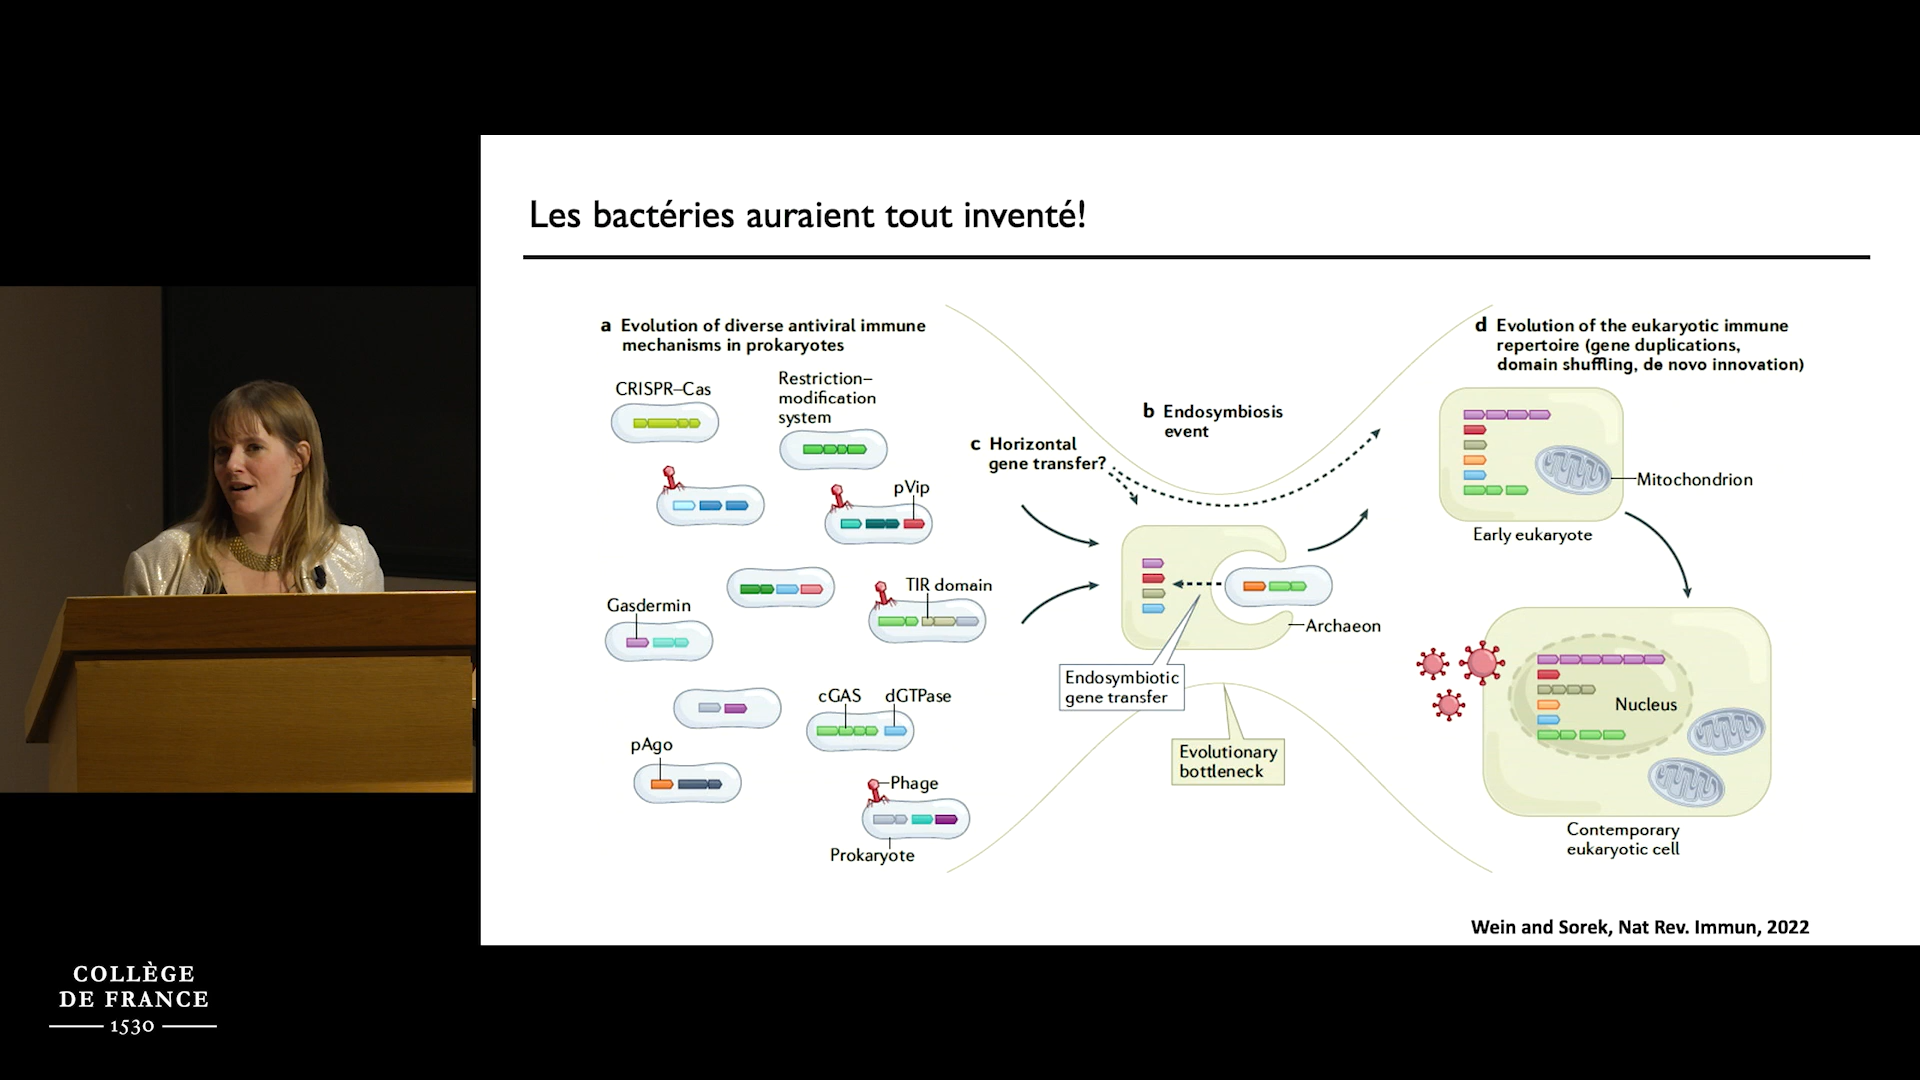 Les bactéries auraient tout inventé!
a Evolution of diverse antiviral immune
mechanisms in prokaryotes
CRISPR–Cas
Restriction–
modification
system
pVip
TIR domain
Gasdermin
cGAS
dGTPase
pAgo
Phage
Prokaryote
c Horizontal
gene transfer?
b Endosymbiosis
event
Archaeon
Endosymbiotic
gene transfer
Evolutionary
bottleneck
d Evolution of the eukaryotic immune
repertoire (gene duplications,
domain shuffling, de novo innovation)
Mitochondrion
Early eukaryote
Nucleus
Contemporary
eukaryotic cell
Wein and Sorek, Nat Rev. Immun, 2022
COLLÈGE
DE FRANCE
1530